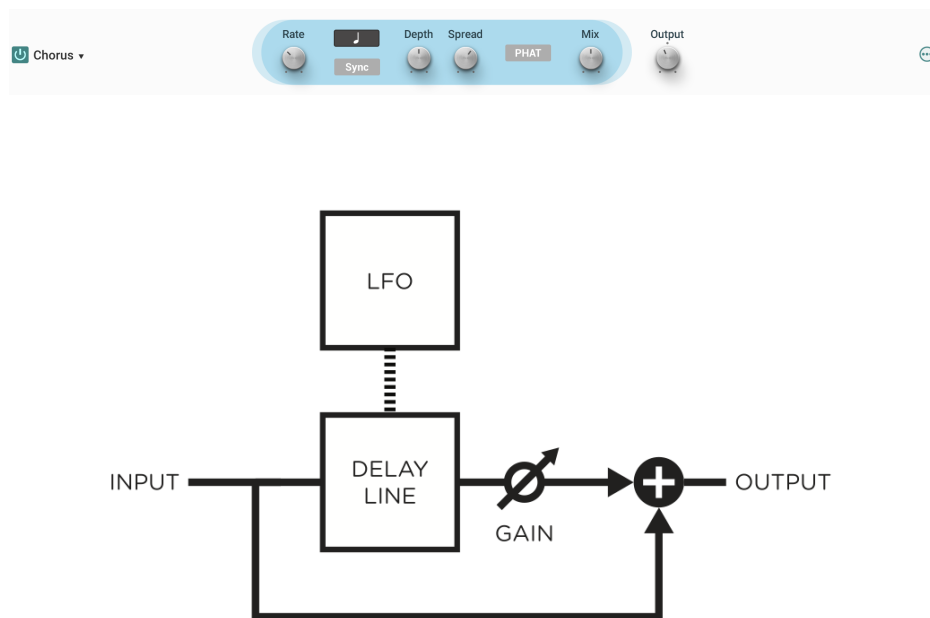 Chorus
Rate
Sync
Depth
Spread
PHAT
Mix
Output
LFO
DELAY
LINE
INPUT
GAIN
OUTPUT